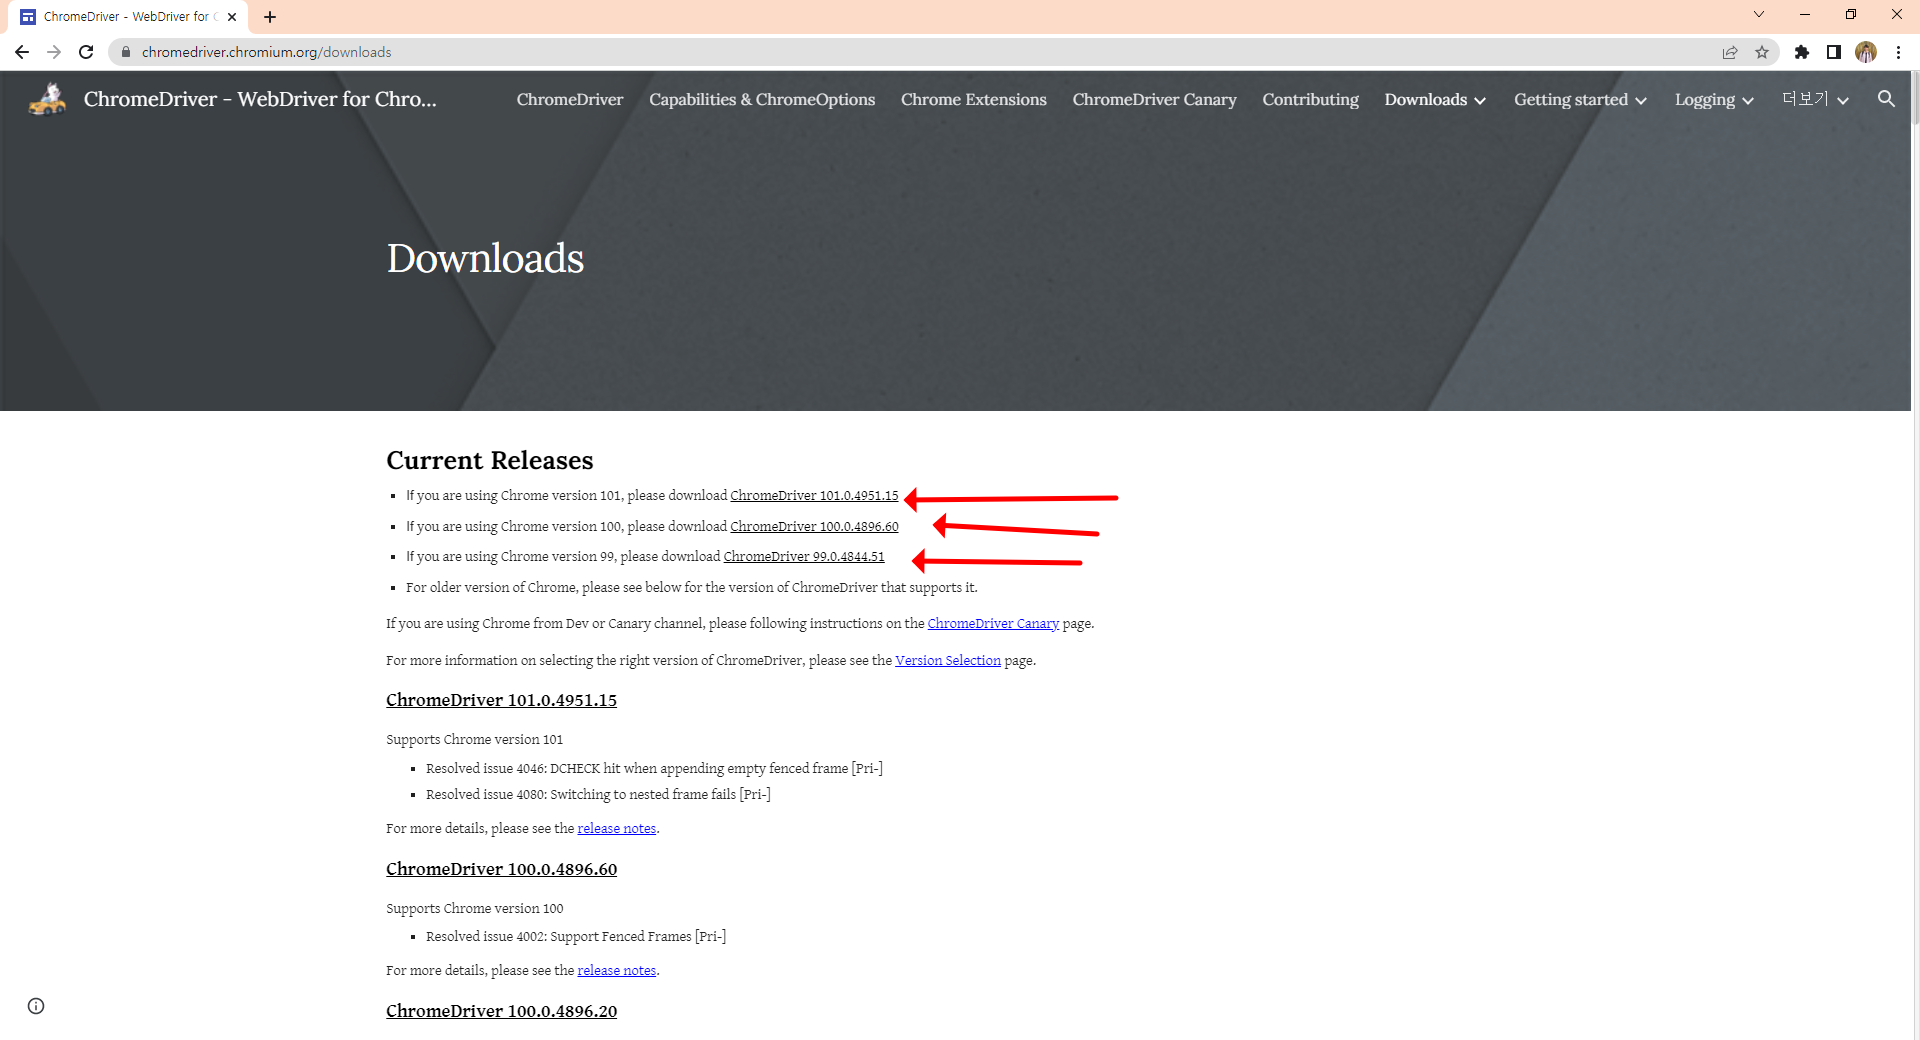 ChromeDriver - WebDriver for C
chromedriver.chromium.org/downloads
ChromeDriver - WebDriver for Chro...
ChromeDriver
Capabilities & ChromeOptions
Chrome Extensions
ChromeDriver Canary
Contributing
Downloads
Getting started
Logging
더보기
Downloads
Current Releases
If you are using Chrome version 101, please download ChromeDriver 101.0.4951.15
If you are using Chrome version 100, please download ChromeDriver 100.0.4896.60
If you are using Chrome version 99, please download ChromeDriver 99.0.4844.51
For older version of Chrome, please see below for the version of ChromeDriver that supports it.
If you are using Chrome from Dev or Canary channel, please following instructions on the ChromeDriver Canary page.
For more information on selecting the right version of ChromeDriver, please see the Version Selection page.
ChromeDriver 101.0.4951.15
Supports Chrome version 101
Resolved issue 4046: DCHECK hit when appending empty fenced frame [Pri-]
Resolved issue 4080: Switching to nested frame fails [Pri-]
For more details, please see the release notes.
ChromeDriver 100.0.4896.60
Supports Chrome version 100
Resolved issue 4002: Support Fenced Frames [Pri-]
For more details, please see the release notes.
ChromeDriver 100.0.4896.20